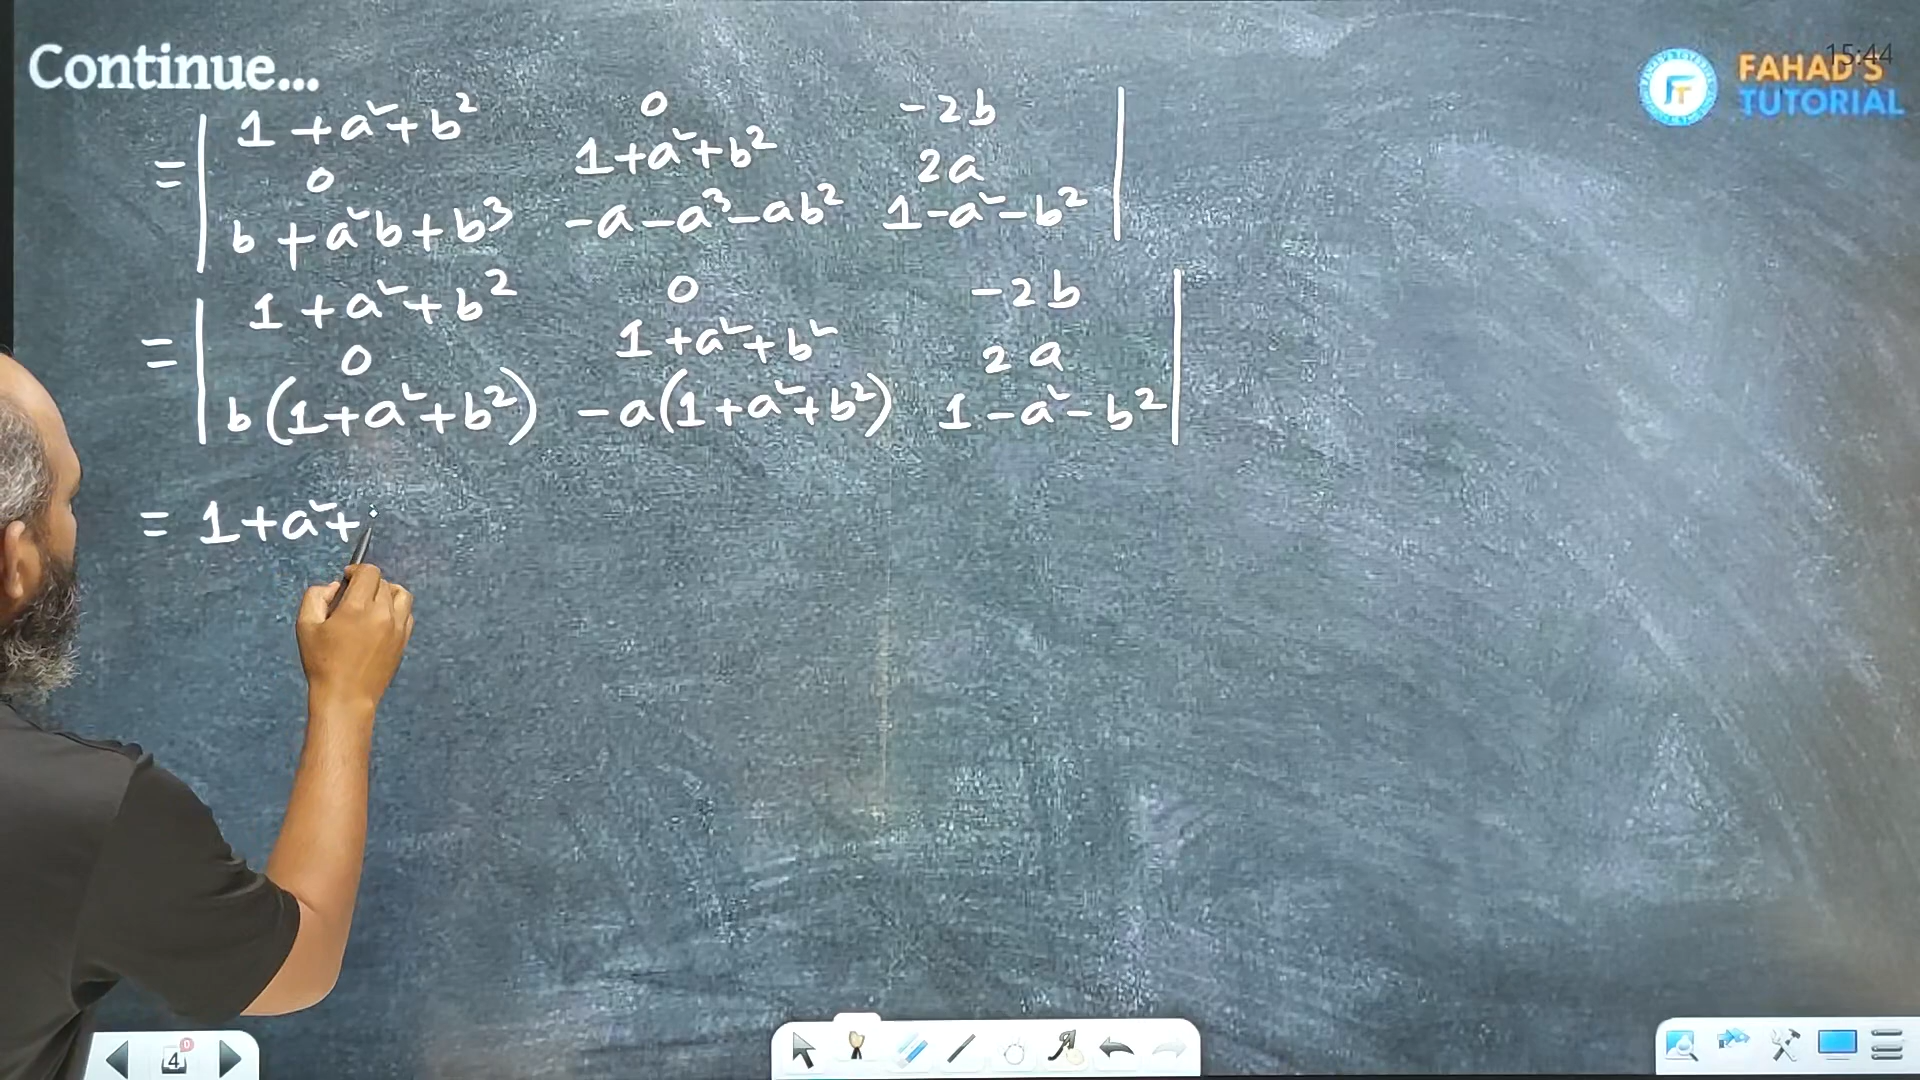 Continue...
15:44
FAHAD'S
TUTORIAL
= | 1+a²+b² 0 -2b |
0 1+a²+b² 2a
b+a²b+b³ -a-a³-ab² 1-a²-b²
= | 1+a²+b² 0 -2b |
0 1+a²+b² 2a
b(1+a²+b²) -a(1+a²+b²) 1-a²-b²
= 1+a²+
4
0